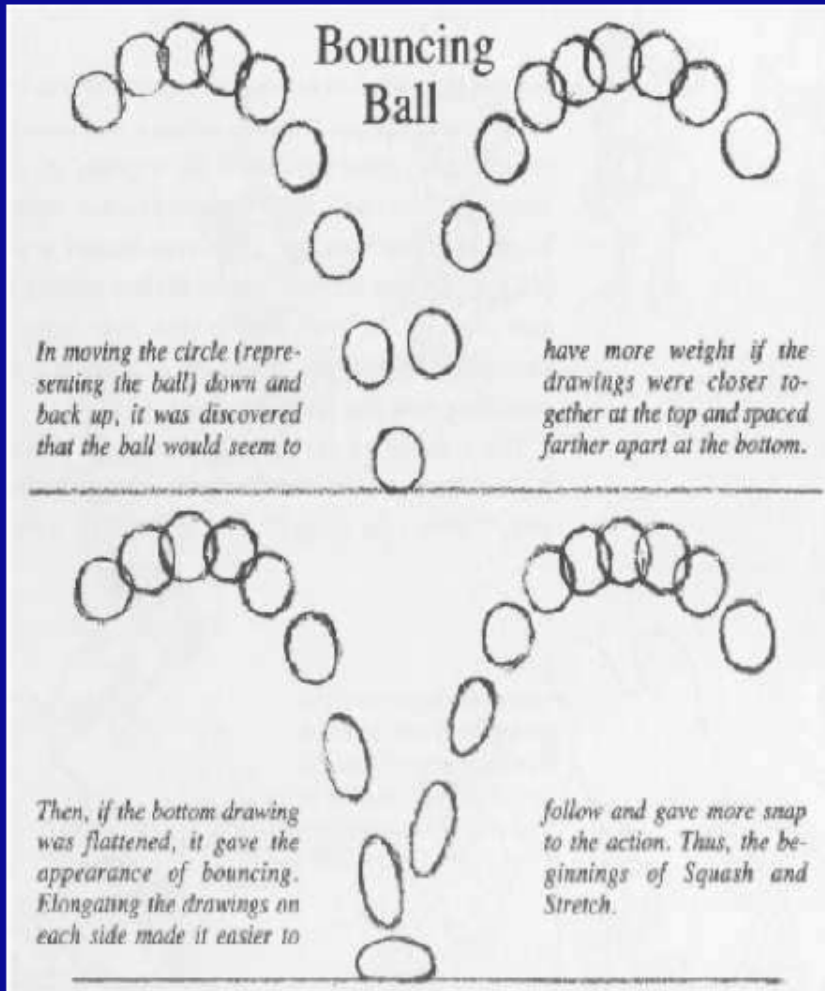 Bouncing
Ball
In moving the circle (repre-
senting the ball) down and
back up, it was discovered
that the ball would seem to
have more weight if the
drawings were closer to-
gether at the top and spaced
farther apart at the bottom.
Then, if the bottom drawing
was flattened, it gave the
appearance of bouncing.
Elongating the drawings on
each side made it easier to
follow and gave more snap
to the action. Thus, the be-
ginnings of Squash and
Stretch.